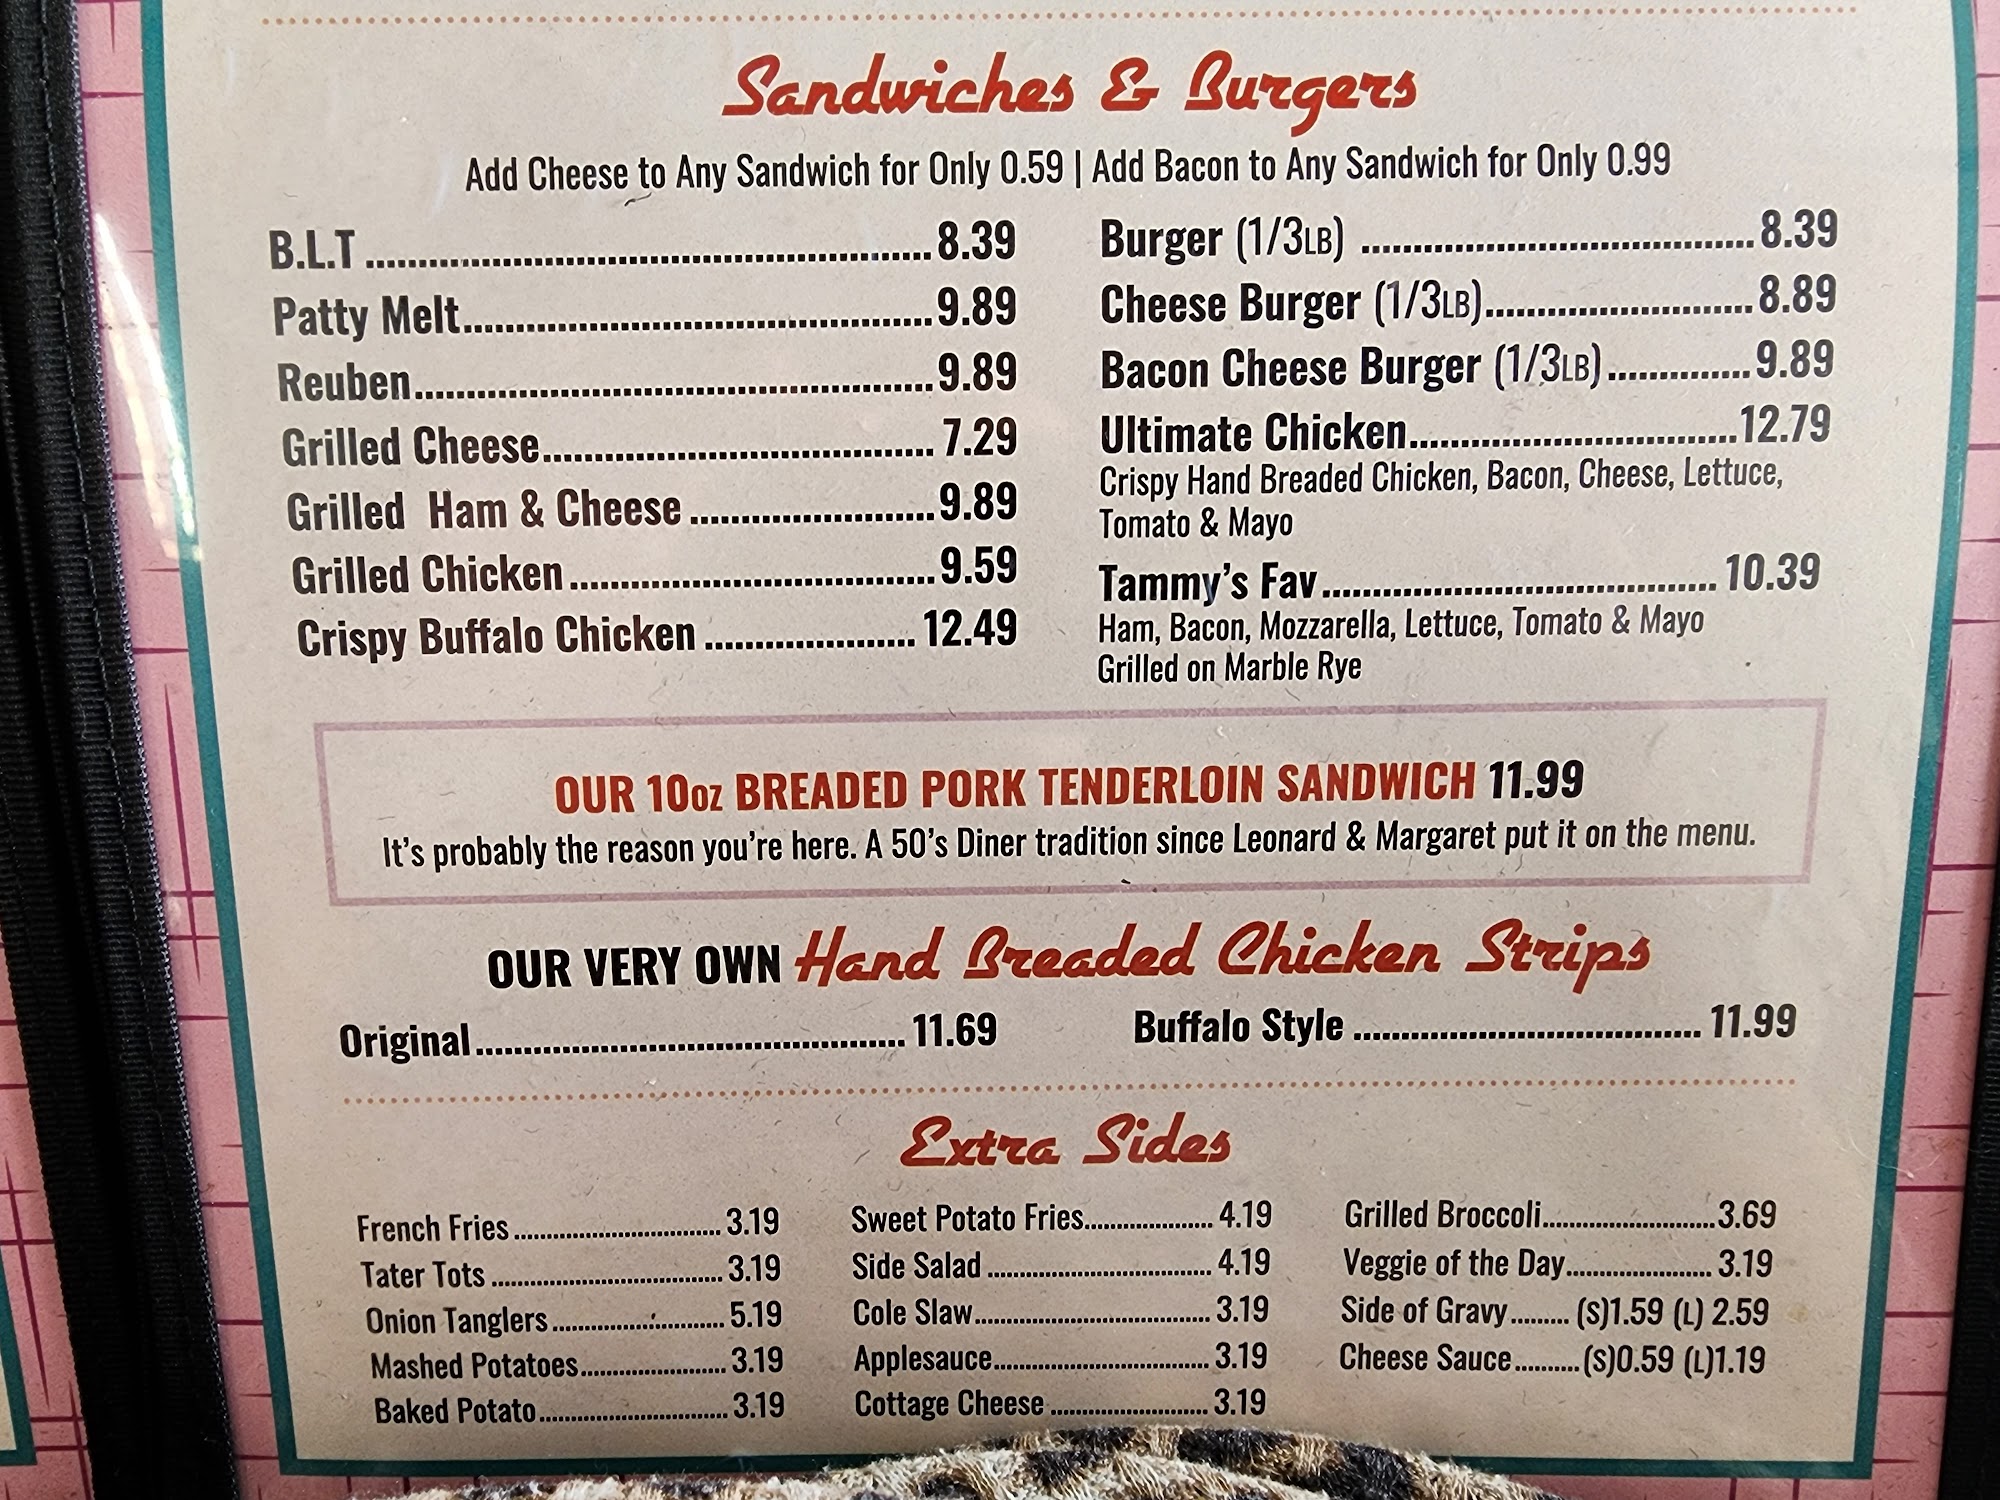 Sandwiches & Burgers
Add Cheese to Any Sandwich for Only 0.59 | Add Bacon to Any Sandwich for Only 0.99
B.L.T 8.39
Patty Melt 9.89
Reuben 9.89
Grilled Cheese 7.29
Grilled Ham & Cheese 9.89
Grilled Chicken 9.59
Crispy Buffalo Chicken 12.49
Burger (1/3LB) 8.39
Cheese Burger (1/3LB) 8.89
Bacon Cheese Burger (1/3LB) 9.89
Ultimate Chicken 12.79
Crispy Hand Breaded Chicken, Bacon, Cheese, Lettuce,
Tomato & Mayo
Tammy's Fav 10.39
Ham, Bacon, Mozzarella, Lettuce, Tomato & Mayo
Grilled on Marble Rye
OUR 10oz BREADED PORK TENDERLOIN SANDWICH 11.99
It's probably the reason you're here. A 50's Diner tradition since Leonard & Margaret put it on the menu.
OUR VERY OWN Hand Breaded Chicken Strips
Original 11.69
Buffalo Style 11.99
Extra Sides
French Fries 3.19
Tater Tots 3.19
Onion Tanglers 5.19
Mashed Potatoes 3.19
Baked Potato 3.19
Sweet Potato Fries 4.19
Side Salad 4.19
Cole Slaw 3.19
Applesauce 3.19
Cottage Cheese 3.19
Grilled Broccoli 3.69
Veggie of the Day 3.19
Side of Gravy (S)1.59 (L) 2.59
Cheese Sauce (S)0.59 (L)1.19